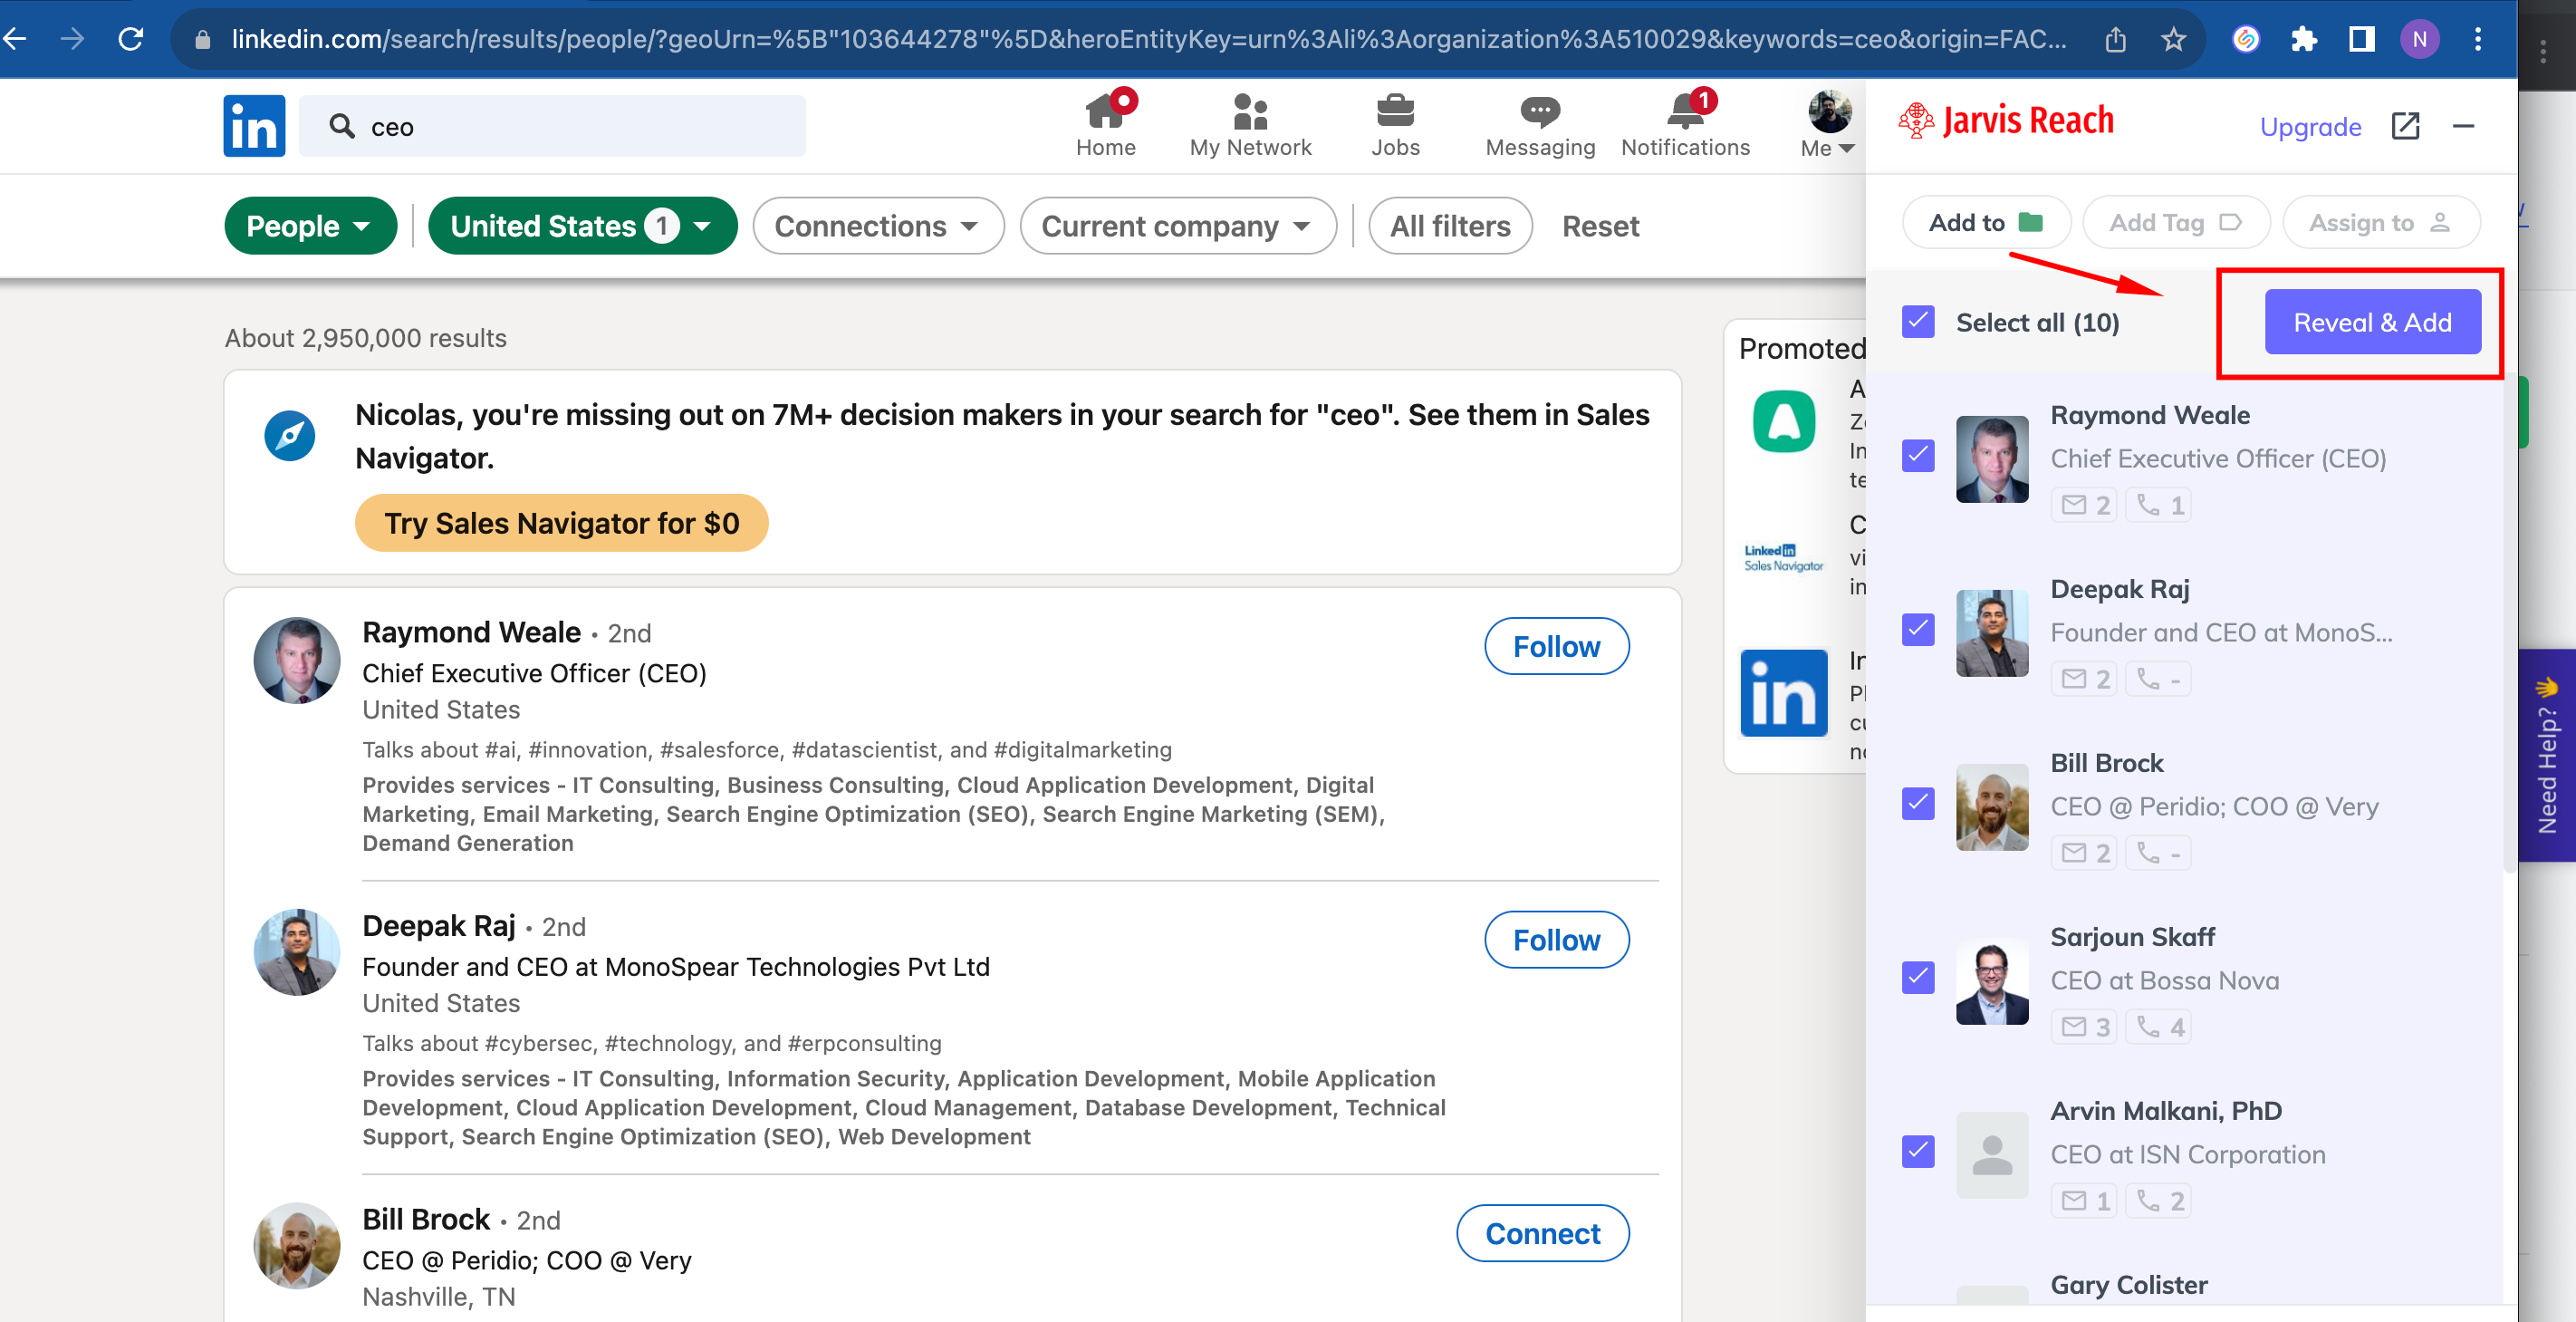 linkedin.com/search/results/people/?geoUrn=%5B"103644278"%5D&heroEntityKey=urn%3Ali%3Aorganization%3A510029&keywords=ceo&origin=FAC...
N
in
ceo
Home
My Network
Jobs
Messaging
1
Notifications
Me
People
United States 1
Connections
Current company
All filters
Reset
About 2,950,000 results
Nicolas, you're missing out on 7M+ decision makers in your search for "ceo". See them in Sales
Navigator.
Try Sales Navigator for $0
Raymond Weale • 2nd
Chief Executive Officer (CEO)
United States
Talks about #ai, #innovation, #salesforce, #datascientist, and #digitalmarketing
Provides services - IT Consulting, Business Consulting, Cloud Application Development, Digital
Marketing, Email Marketing, Search Engine Optimization (SEO), Search Engine Marketing (SEM),
Demand Generation
Follow
Deepak Raj • 2nd
Founder and CEO at MonoSpear Technologies Pvt Ltd
United States
Talks about #cybersec, #technology, and #erpconsulting
Provides services - IT Consulting, Information Security, Application Development, Mobile Application
Development, Cloud Application Development, Cloud Management, Database Development, Technical
Support, Search Engine Optimization (SEO), Web Development
Follow
Bill Brock • 2nd
CEO @ Peridio; COO @ Very
Nashville, TN
Connect
Promoted
LinkedIn
Sales Navigator
in
Jarvis Reach
Upgrade
Add to
Add Tag
Assign to
Select all (10)
Reveal & Add
Raymond Weale
Chief Executive Officer (CEO)
2 1
Deepak Raj
Founder and CEO at MonoS...
2 -
Bill Brock
CEO @ Peridio; COO @ Very
2 -
Sarjoun Skaff
CEO at Bossa Nova
3 4
Arvin Malkani, PhD
CEO at ISN Corporation
1 2
Gary Colister
Need Help? 👋